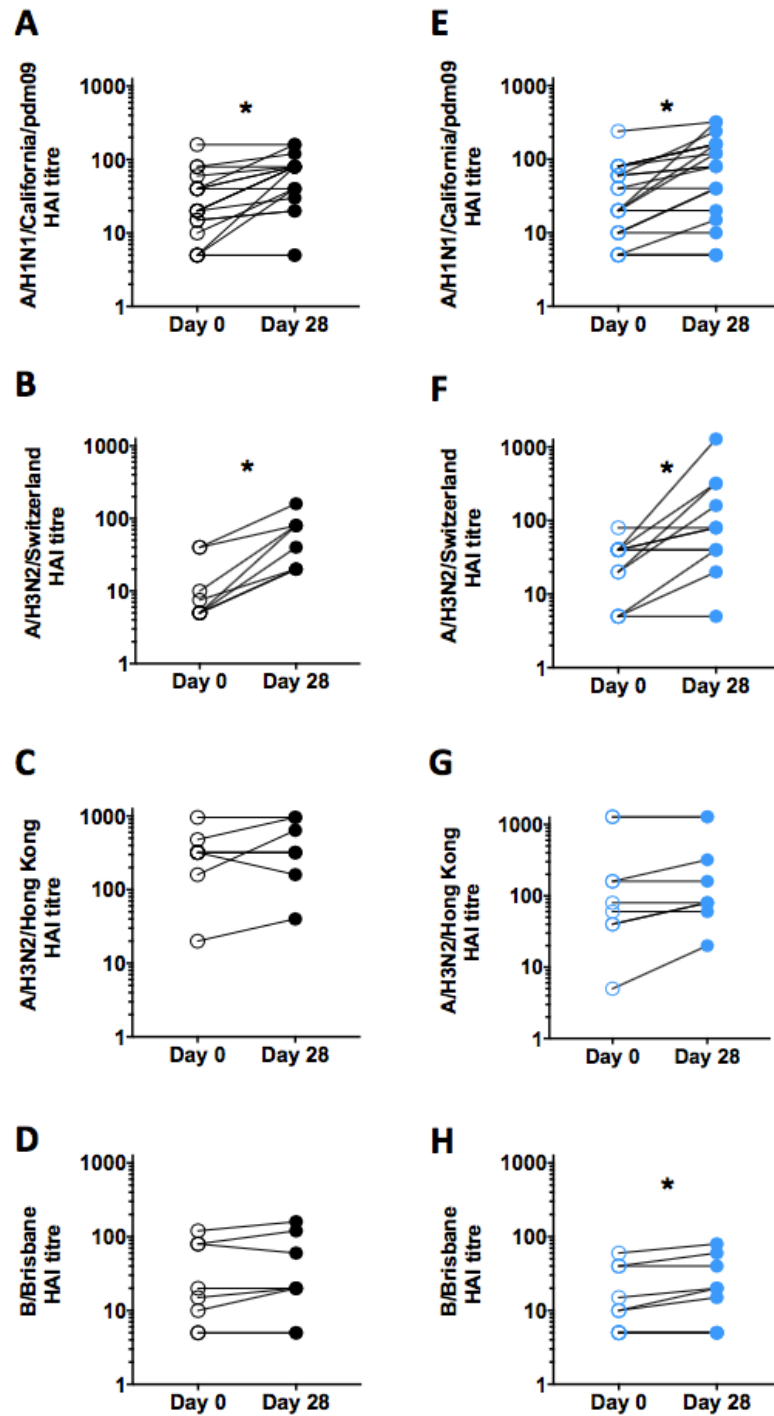 A
A/H1N1/California/pdm09
HAI titre
1000
100
10
1
*
Day 0 Day 28
E
A/H1N1/California/pdm09
HAI titre
1000
100
10
1
*
Day 0 Day 28
B
A/H3N2/Switzerland
HAI titre
1000
100
10
1
*
Day 0 Day 28
F
A/H3N2/Switzerland
HAI titre
1000
100
10
1
*
Day 0 Day 28
C
A/H3N2/Hong Kong
HAI titre
1000
100
10
1
Day 0 Day 28
G
A/H3N2/Hong Kong
HAI titre
1000
100
10
1
Day 0 Day 28
D
B/Brisbane
HAI titre
1000
100
10
1
Day 0 Day 28
H
B/Brisbane
HAI titre
1000
100
10
1
*
Day 0 Day 28